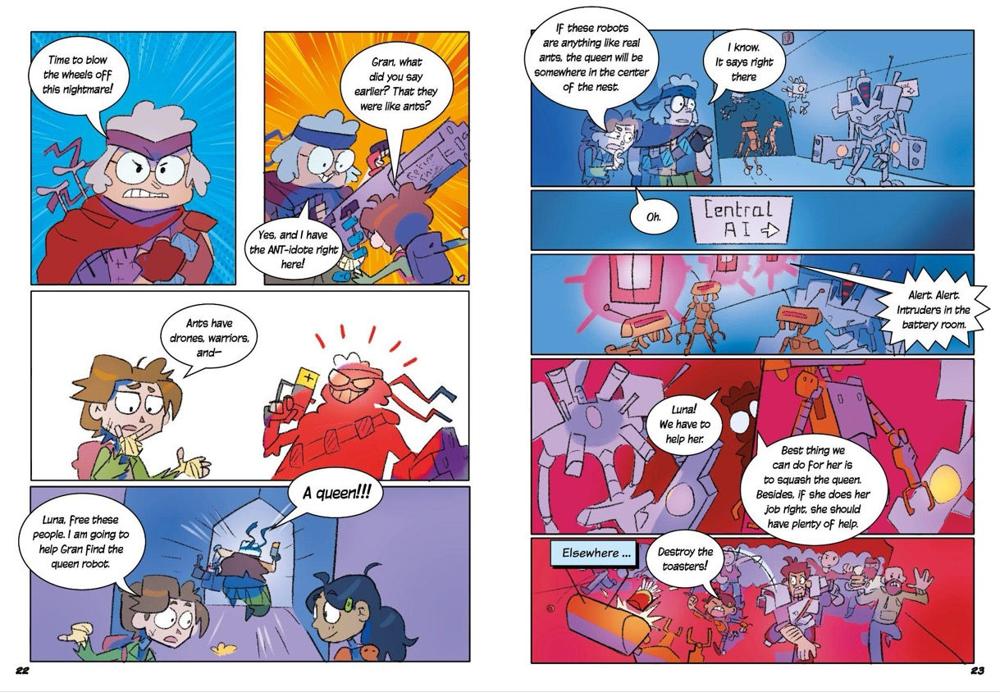 Time to blow
the wheels off
this nightmare!
Gran, what
did you say
earlier? That they
were like ants?
Yes, and I have
the ANT-idote right
here!
Ants have
drones, warriors,
and—
A queen!!!
Luna, free these
people. I am going to
help Gran find the
queen robot.
22
If these robots
are anything like real
ants, the queen will be
somewhere in the center
of the nest.
I know.
It says right
there
Oh.
Central
AI →
Alert. Alert.
Intruders in the
battery room.
Luna!
We have to
help her.
Best thing we
can do for her is
to squash the queen.
Besides, if she does her
job right, she should
have plenty of help.
Elsewhere ...
Destroy the
toasters!
23